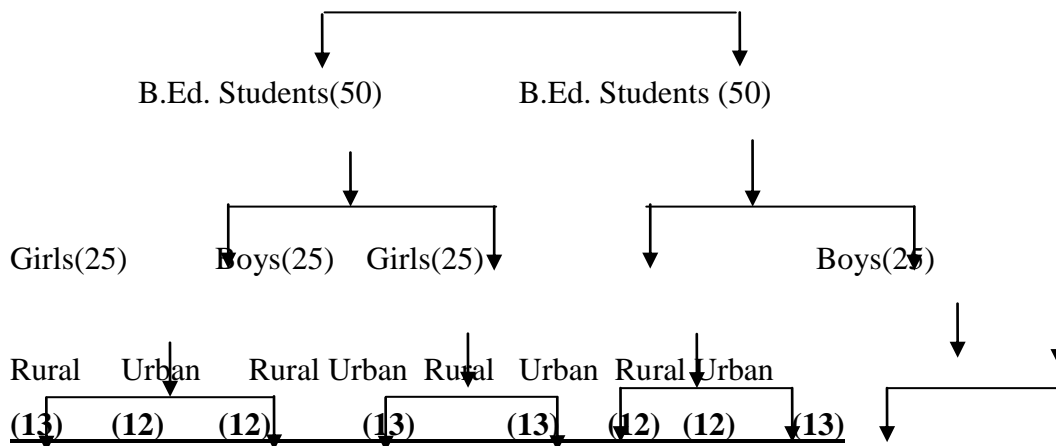 B.Ed. Students(50) B.Ed. Students (50)
Girls(25) Boys(25) Girls(25) Boys(25)
Rural Urban Rural Urban Rural Urban Rural Urban
(13) (12) (12) (13) (13) (12) (12) (13)